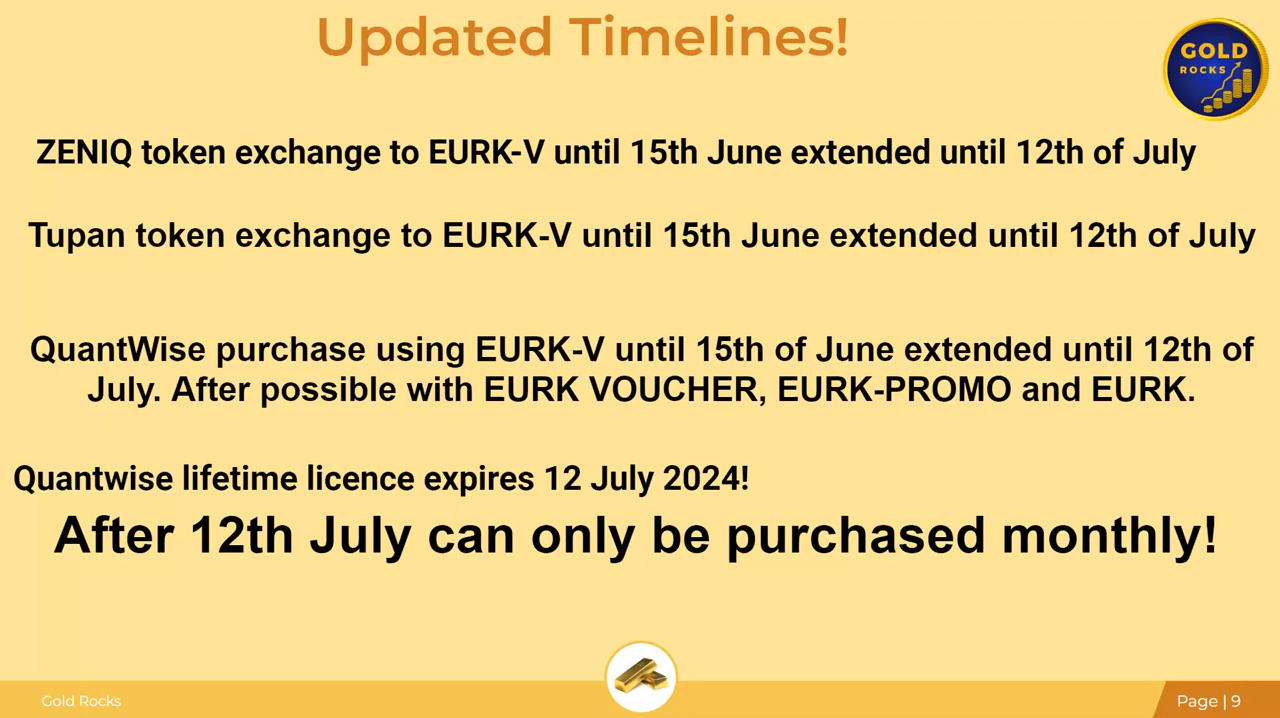 Updated Timelines!
GOLD
ROCKS
ZENIQ token exchange to EURK-V until 15th June extended until 12th of July
Tupan token exchange to EURK-V until 15th June extended until 12th of July
QuantWise purchase using EURK-V until 15th of June extended until 12th of
July. After possible with EURK VOUCHER, EURK-PROMO and EURK.
Quantwise lifetime licence expires 12 July 2024!
After 12th July can only be purchased monthly!
Gold Rocks
Page | 9